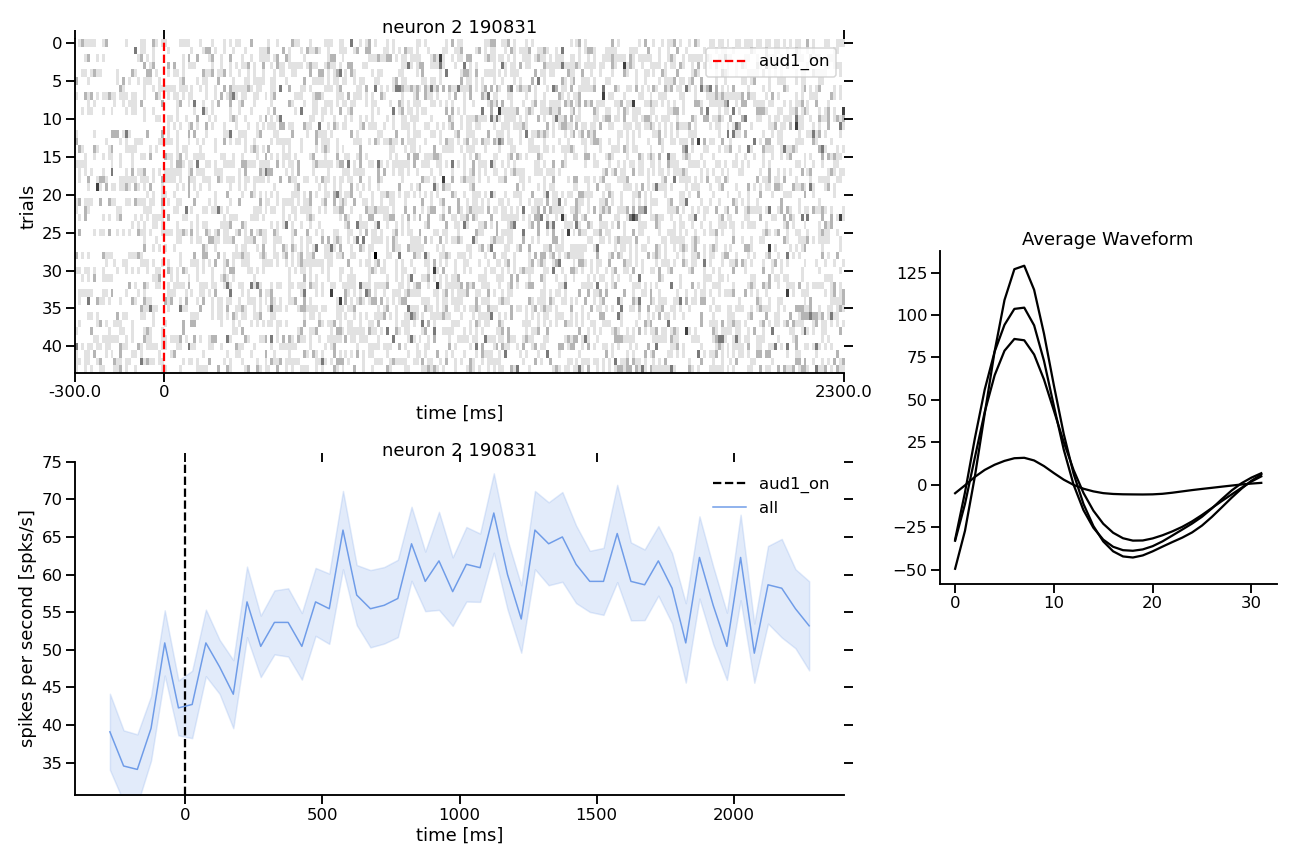 neuron 2 190831
aud1_on
0
5
10
15
20
25
30
35
40
trials
-300.0 0 2300.0
time [ms]
neuron 2 190831
aud1_on
all
75
70
65
60
55
50
45
40
35
spikes per second [spks/s]
0 500 1000 1500 2000
time [ms]
Average Waveform
125
100
75
50
25
0
−25
−50
0 10 20 30